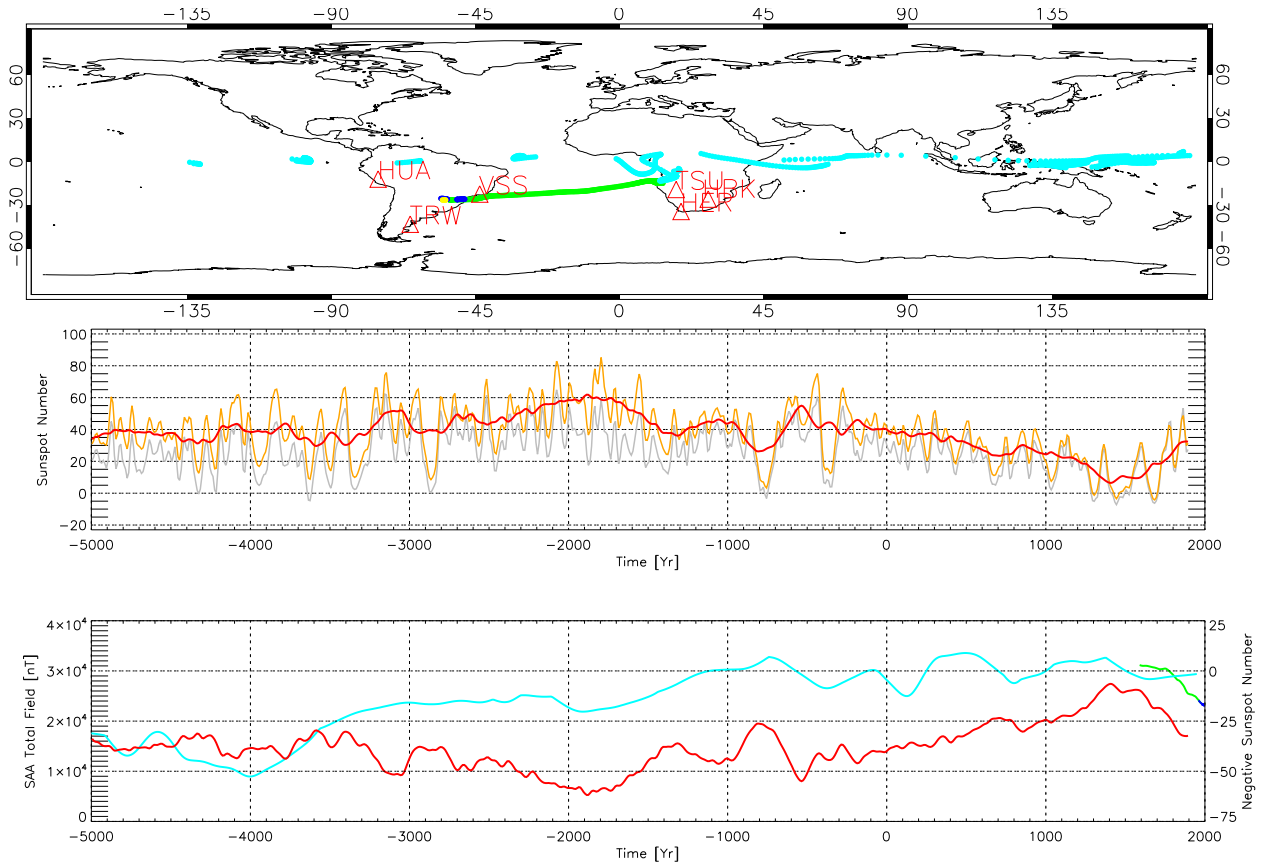 −135 −90 −45 0 45 90 135
60 60
30 30
0 0
−30 −30
−60 −60
HUA
VSS
TRW
TSU
HER
−135 −90 −45 0 45 90 135
100
80
60
40
20
0
−20
Sunspot Number
−5000 −4000 −3000 −2000 −1000 0 1000 2000
Time [Yr]
4×10⁴ 25
3×10⁴ 0
2×10⁴ −25
1×10⁴ −50
0 −75
SAA Total Field [nT]
Negative Sunspot Number
−5000 −4000 −3000 −2000 −1000 0 1000 2000
Time [Yr]